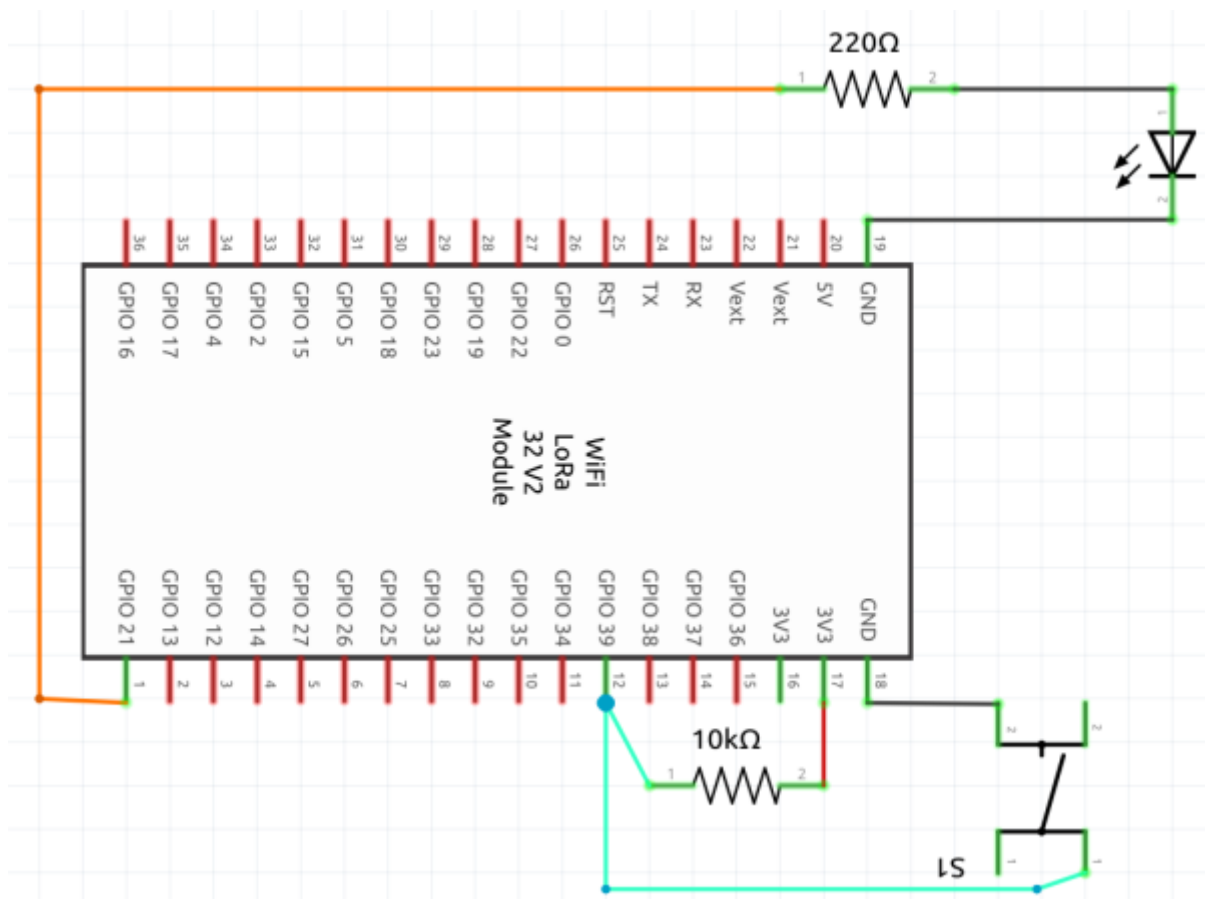 220Ω
1
2
1
2
36
35
34
33
32
31
30
29
28
27
26
25
24
23
22
21
20
19
GPIO 16
GPIO 17
GPIO 4
GPIO 2
GPIO 15
GPIO 5
GPIO 18
GPIO 23
GPIO 19
GPIO 22
GPIO 0
RST
TX
RX
Vext
Vext
5V
GND
WiFi
LoRa
32 V2
Module
GPIO 21
GPIO 13
GPIO 12
GPIO 14
GPIO 27
GPIO 26
GPIO 25
GPIO 33
GPIO 32
GPIO 35
GPIO 34
GPIO 39
GPIO 38
GPIO 37
GPIO 36
3V3
3V3
GND
1
2
3
4
5
6
7
8
9
10
11
12
13
14
15
16
17
18
10kΩ
1
2
2
2
1
1
S1